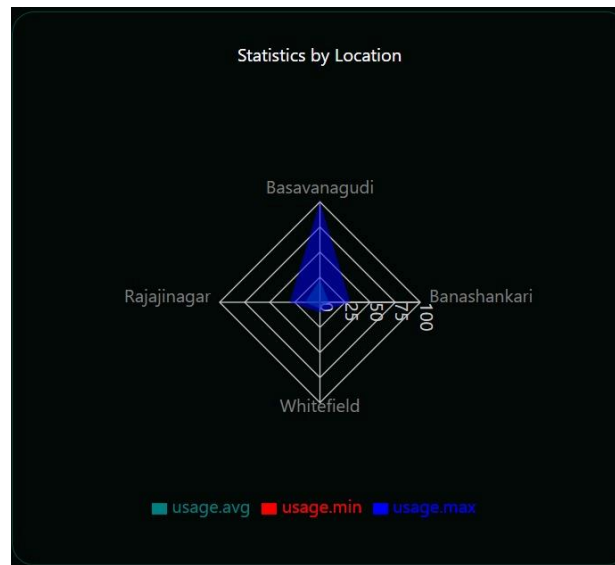 Statistics by Location
Basavanagudi
Rajajinagar
Banashankari
0
25
50
75
100
Whitefield
usage.avg usage.min usage.max